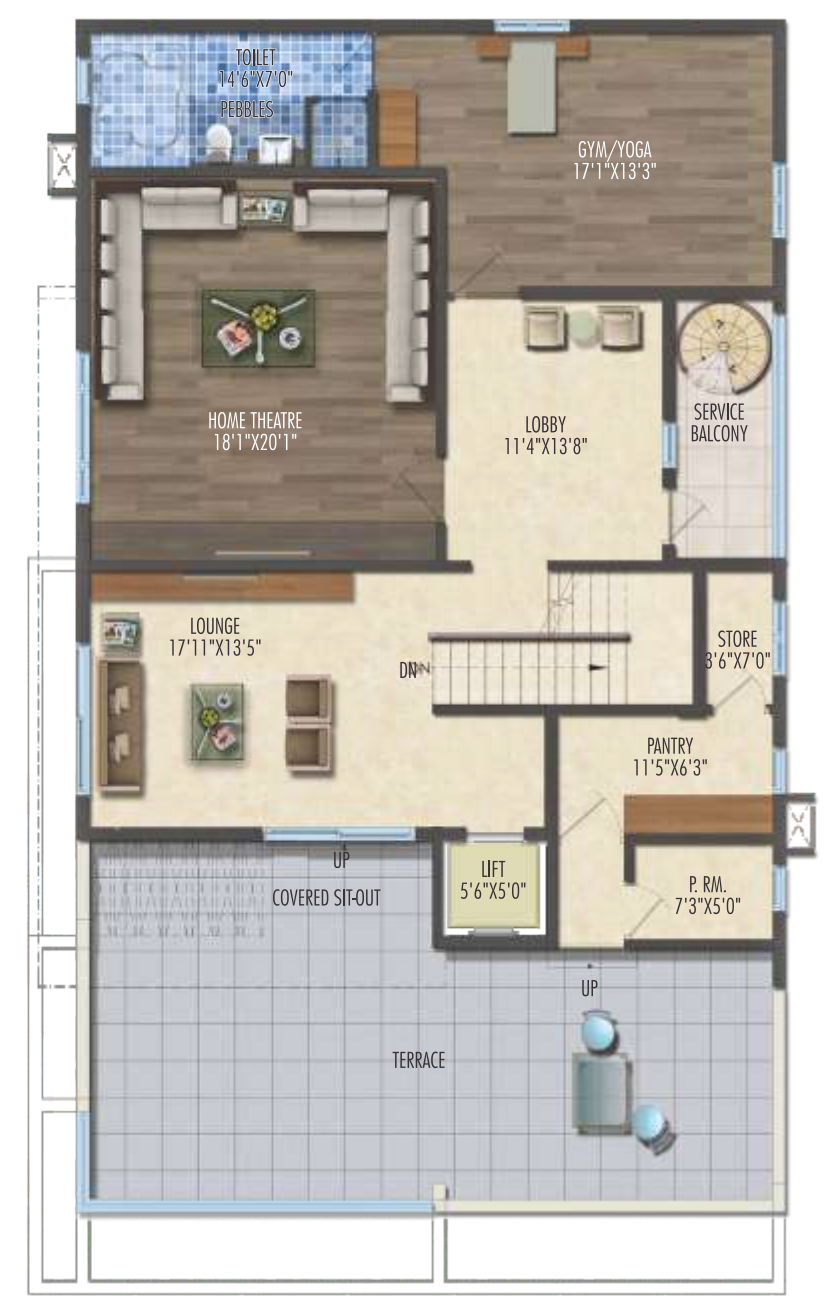 TOILET
14'6"X7'0"
PEBBLES
GYM/YOGA
17'1"X13'3"
HOME THEATRE
18'1"X20'1"
LOBBY
11'4"X13'8"
SERVICE
BALCONY
LOUNGE
17'11"X13'5"
DN
STORE
3'6"X7'0"
PANTRY
11'5"X6'3"
UP
COVERED SIT-OUT
LIFT
5'6"X5'0"
P. RM.
7'3"X5'0"
UP
TERRACE